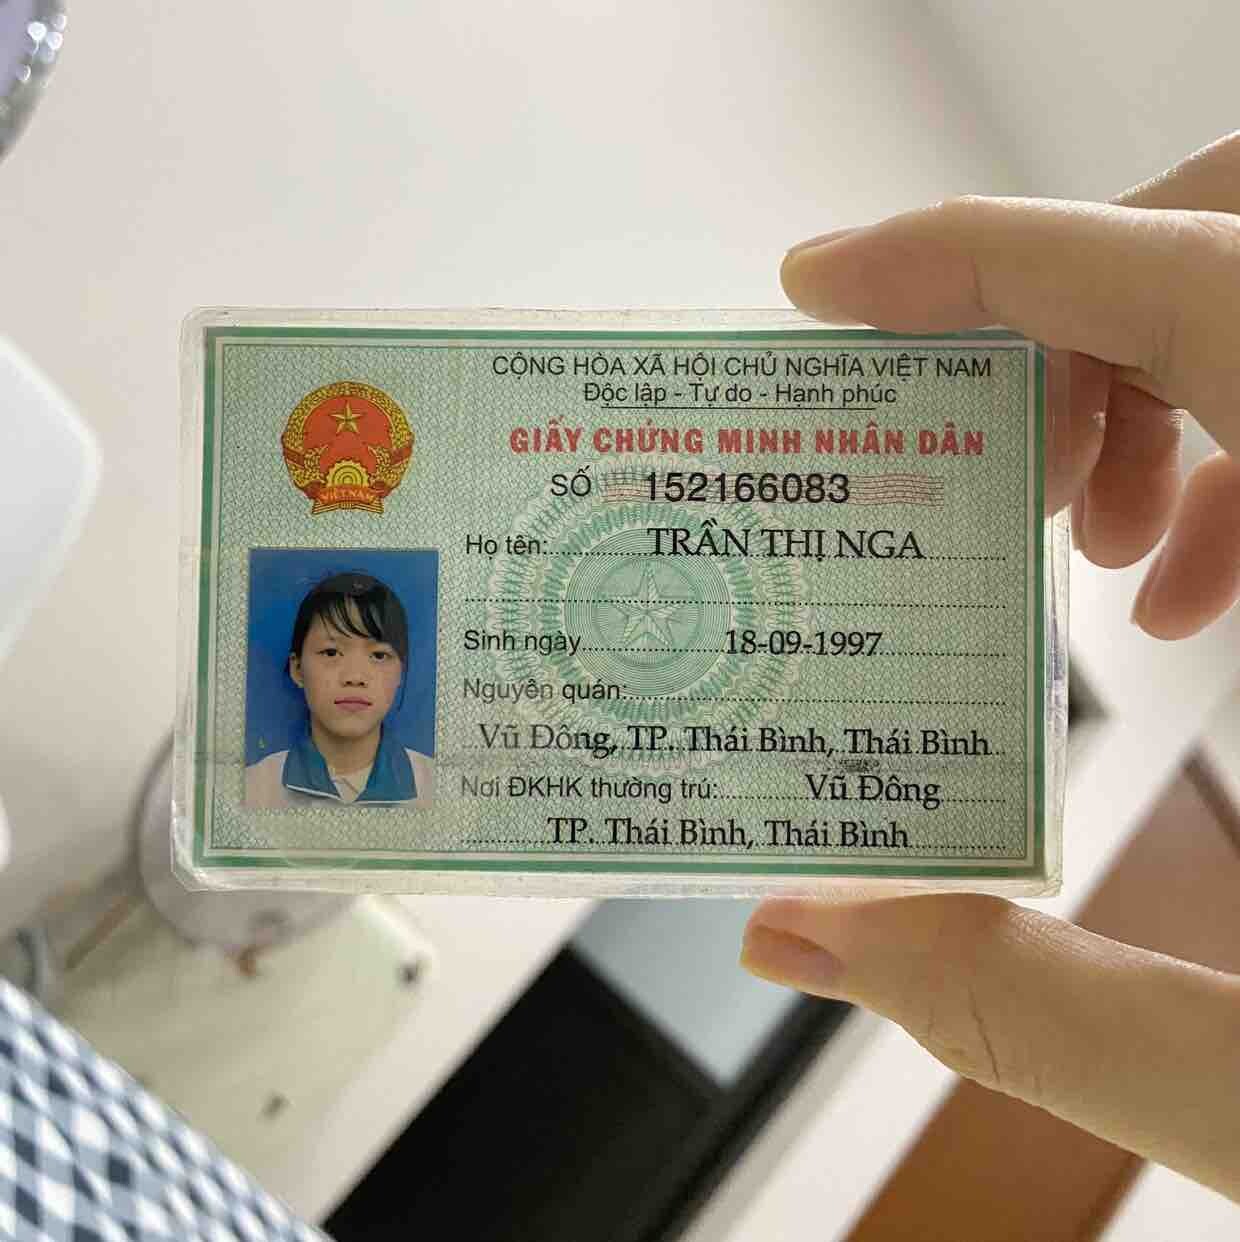 CỘNG HÒA XÃ HỘI CHỦ NGHĨA VIỆT NAM
Độc lập - Tự do - Hạnh phúc
GIẤY CHỨNG MINH NHÂN DÂN
SỐ 152166083
VIỆT NAM
Họ tên: TRẦN THỊ NGA
Sinh ngày 18-09-1997
Nguyên quán:
Vũ Đông, TP. Thái Bình, Thái Bình
Nơi ĐKHK thường trú: Vũ Đông
TP. Thái Bình, Thái Bình